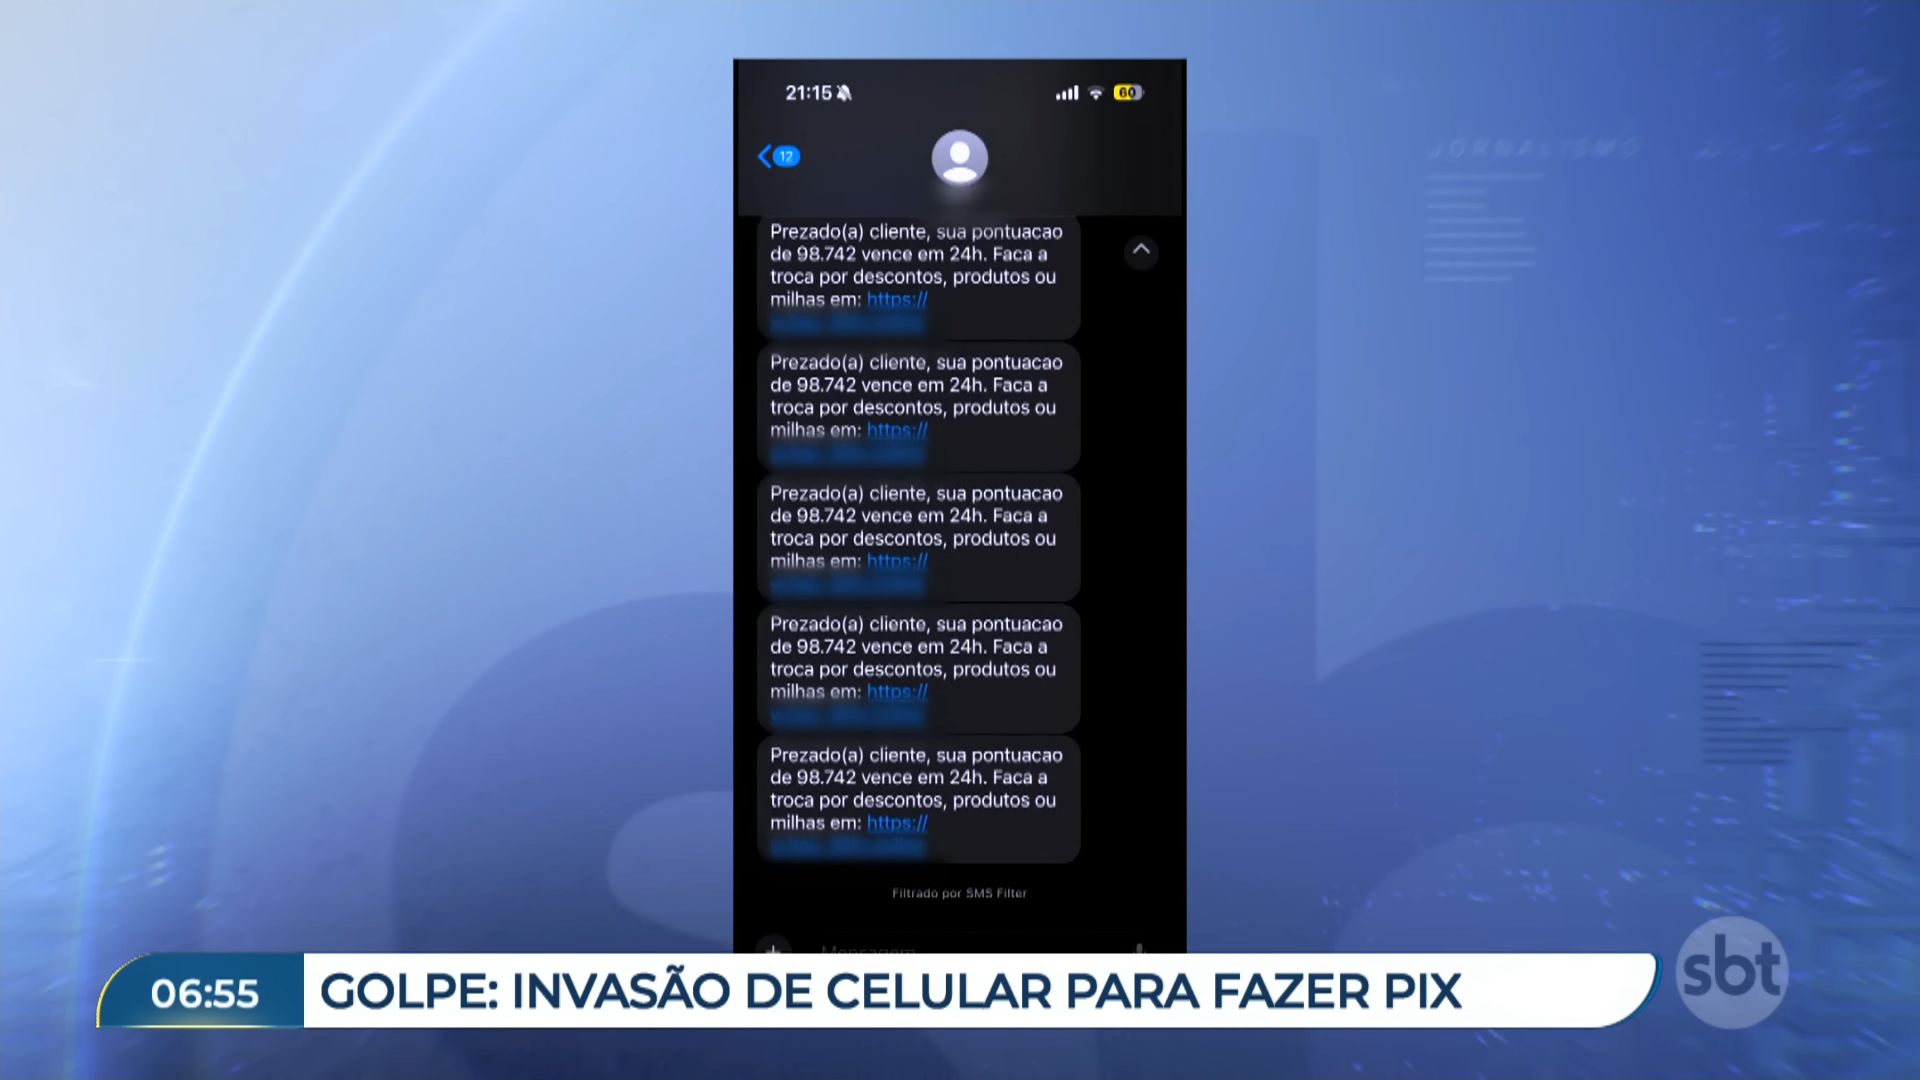 21:15
60
12
JORNALISMO
Prezado(a) cliente, sua pontuacao
de 98.742 vence em 24h. Faca a
troca por descontos, produtos ou
milhas em: https://
Prezado(a) cliente, sua pontuacao
de 98.742 vence em 24h. Faca a
troca por descontos, produtos ou
milhas em: https://
Prezado(a) cliente, sua pontuacao
de 98.742 vence em 24h. Faca a
troca por descontos, produtos ou
milhas em: https://
Prezado(a) cliente, sua pontuacao
de 98.742 vence em 24h. Faca a
troca por descontos, produtos ou
milhas em: https://
Prezado(a) cliente, sua pontuacao
de 98.742 vence em 24h. Faca a
troca por descontos, produtos ou
milhas em: https://
Filtrado por SMS Filter
Mensagem
06:55 GOLPE: INVASÃO DE CELULAR PARA FAZER PIX
sbt